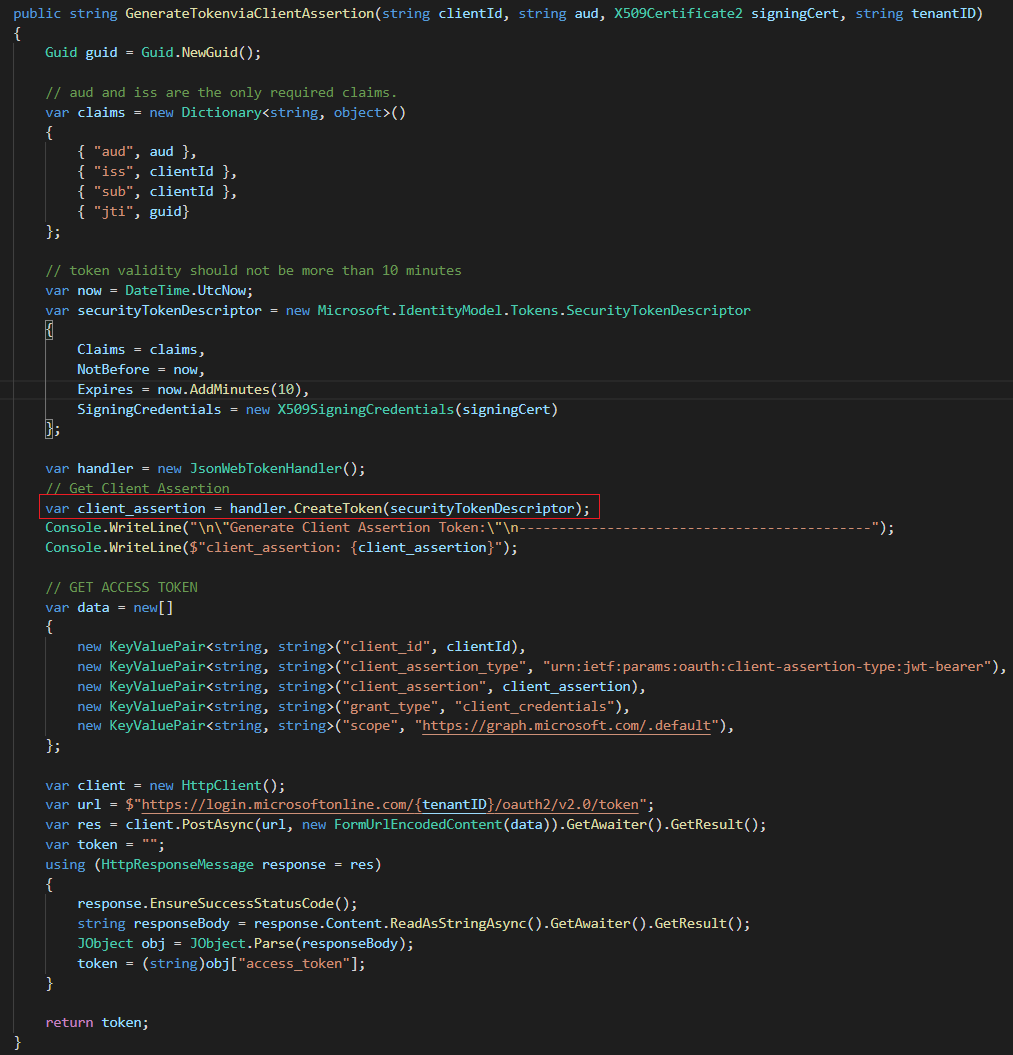 public string GenerateTokenviaClientAssertion(string clientId, string aud, X509Certificate2 signingCert, string tenantID)
{
    Guid guid = Guid.NewGuid();

    // aud and iss are the only required claims.
    var claims = new Dictionary<string, object>()
    {
        { "aud", aud },
        { "iss", clientId },
        { "sub", clientId },
        { "jti", guid}
    };

    // token validity should not be more than 10 minutes
    var now = DateTime.UtcNow;
    var securityTokenDescriptor = new Microsoft.IdentityModel.Tokens.SecurityTokenDescriptor
    {
        Claims = claims,
        NotBefore = now,
        Expires = now.AddMinutes(10),
        SigningCredentials = new X509SigningCredentials(signingCert)
    };

    var handler = new JsonWebTokenHandler();
    // Get Client Assertion
    var client_assertion = handler.CreateToken(securityTokenDescriptor);
    Console.WriteLine("\n\"Generate Client Assertion Token:\"\n--------------------------------------------");
    Console.WriteLine($"client_assertion: {client_assertion}");

    // GET ACCESS TOKEN
    var data = new[]
    {
        new KeyValuePair<string, string>("client_id", clientId),
        new KeyValuePair<string, string>("client_assertion_type", "urn:ietf:params:oauth:client-assertion-type:jwt-bearer"),
        new KeyValuePair<string, string>("client_assertion", client_assertion),
        new KeyValuePair<string, string>("grant_type", "client_credentials"),
        new KeyValuePair<string, string>("scope", "https://graph.microsoft.com/.default"),
    };

    var client = new HttpClient();
    var url = $"https://login.microsoftonline.com/{tenantID}/oauth2/v2.0/token";
    var res = client.PostAsync(url, new FormUrlEncodedContent(data)).GetAwaiter().GetResult();
    var token = "";
    using (HttpResponseMessage response = res)
    {
        response.EnsureSuccessStatusCode();
        string responseBody = response.Content.ReadAsStringAsync().GetAwaiter().GetResult();
        JObject obj = JObject.Parse(responseBody);
        token = (string)obj["access_token"];
    }

    return token;
}